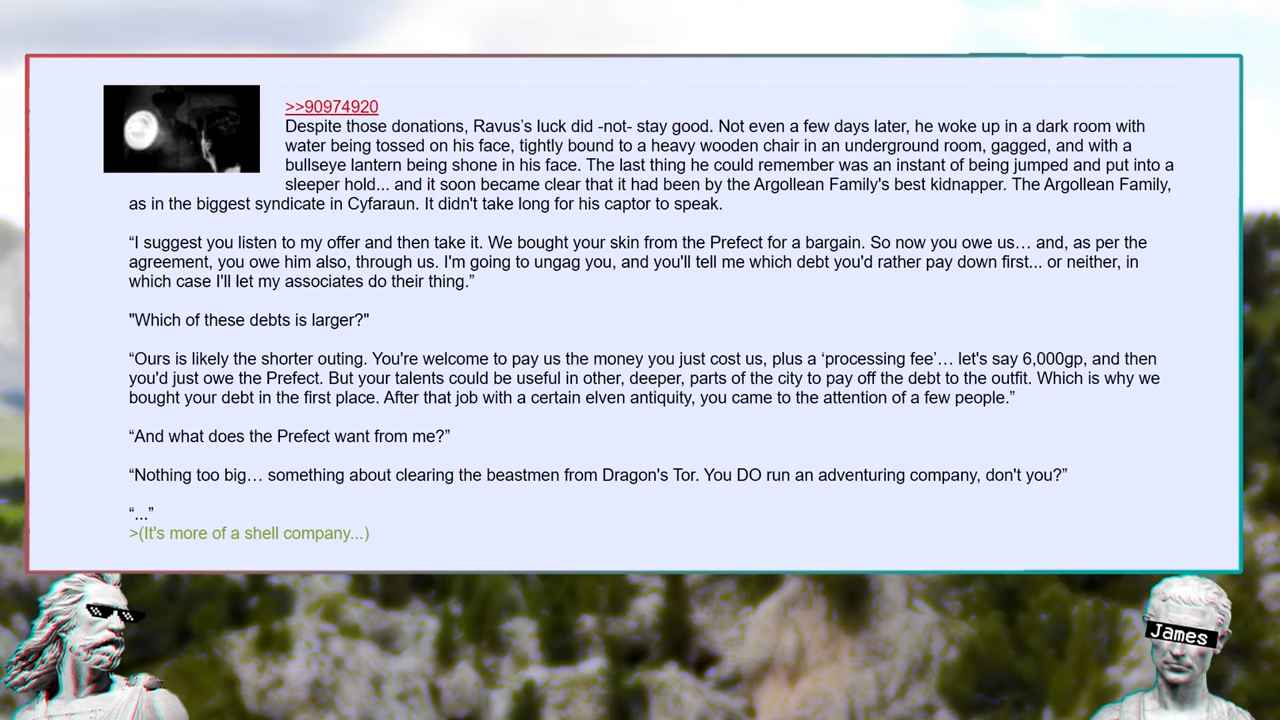 >>90974920
Despite those donations, Ravus’s luck did -not- stay good. Not even a few days later, he woke up in a dark room with
water being tossed on his face, tightly bound to a heavy wooden chair in an underground room, gagged, and with a
bullseye lantern being shone in his face. The last thing he could remember was an instant of being jumped and put into a
sleeper hold... and it soon became clear that it had been by the Argollean Family's best kidnapper. The Argollean Family,
as in the biggest syndicate in Cyfaraun. It didn't take long for his captor to speak.
“I suggest you listen to my offer and then take it. We bought your skin from the Prefect for a bargain. So now you owe us… and, as per the
agreement, you owe him also, through us. I'm going to ungag you, and you'll tell me which debt you'd rather pay down first... or neither, in
which case I'll let my associates do their thing.”
"Which of these debts is larger?"
“Ours is likely the shorter outing. You're welcome to pay us the money you just cost us, plus a ‘processing fee’… let's say 6,000gp, and then
you'd just owe the Prefect. But your talents could be useful in other, deeper, parts of the city to pay off the debt to the outfit. Which is why we
bought your debt in the first place. After that job with a certain elven antiquity, you came to the attention of a few people.”
“And what does the Prefect want from me?”
“Nothing too big… something about clearing the beastmen from Dragon's Tor. You DO run an adventuring company, don't you?”
“...”
>(It's more of a shell company...)
James